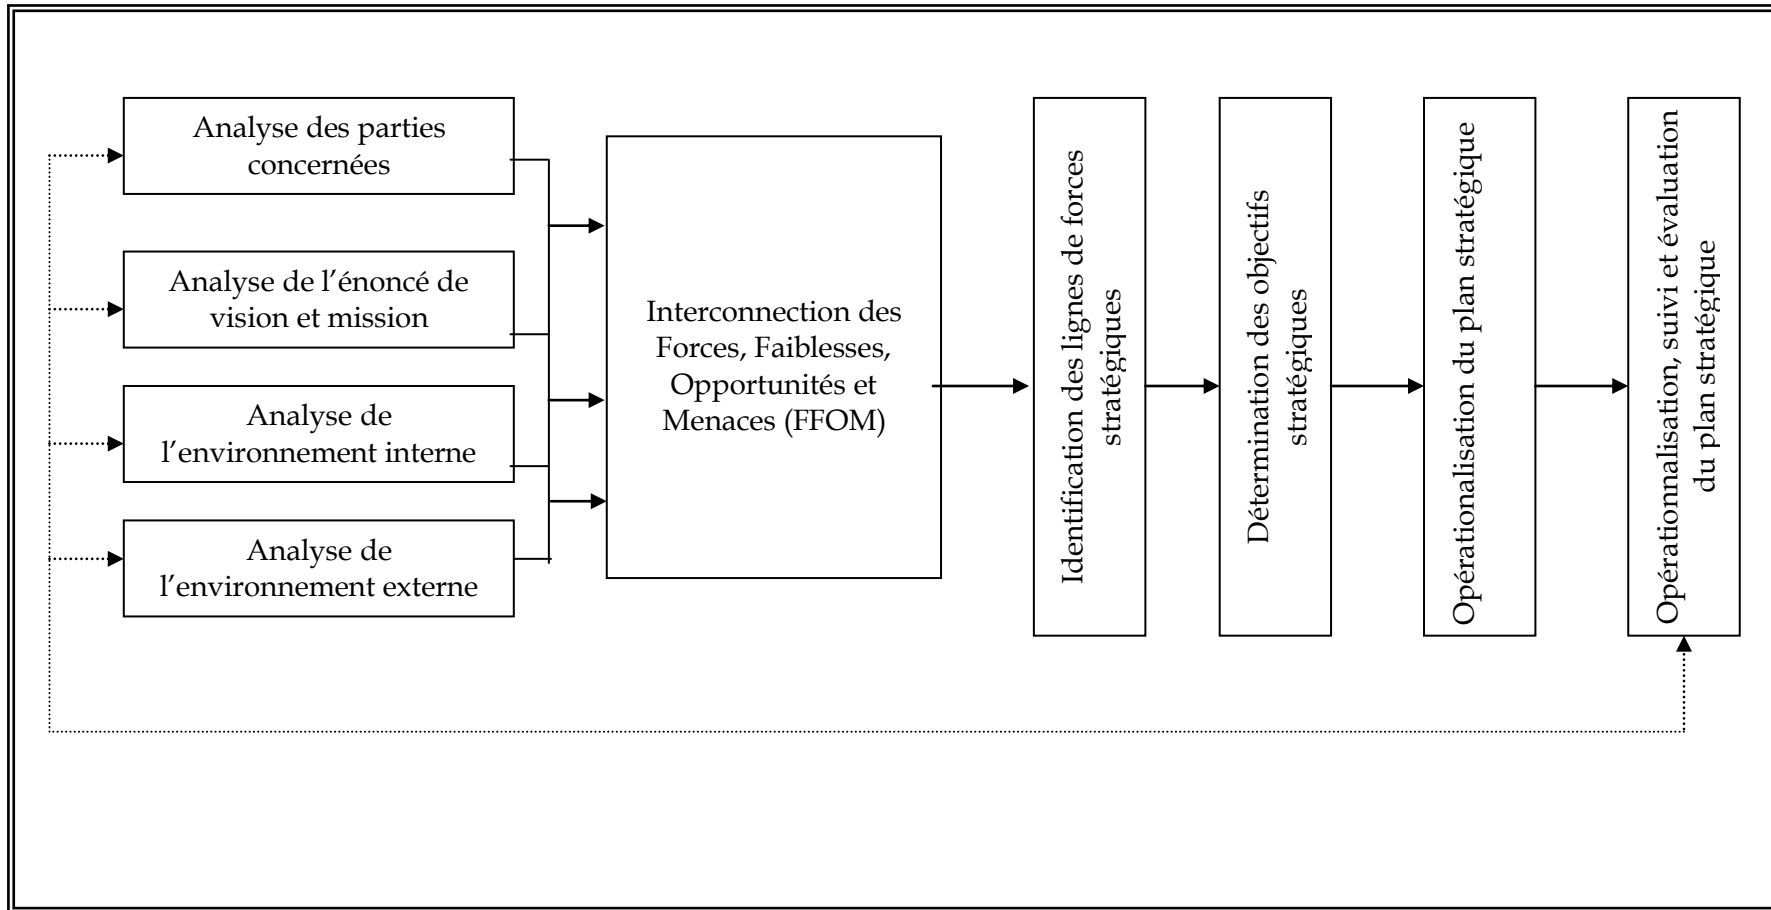 Analyse des parties
concernées
Analyse de l’énoncé de
vision et mission
Analyse de
l’environnement interne
Analyse de
l’environnement externe
Interconnection des
Forces, Faiblesses,
Opportunités et
Menaces (FFOM)
Identification des lignes de forces
stratégiques
Détermination des objectifs
stratégiques
Opérationalisation du plan stratégique
Opérationnalisation, suivi et évaluation
du plan stratégique